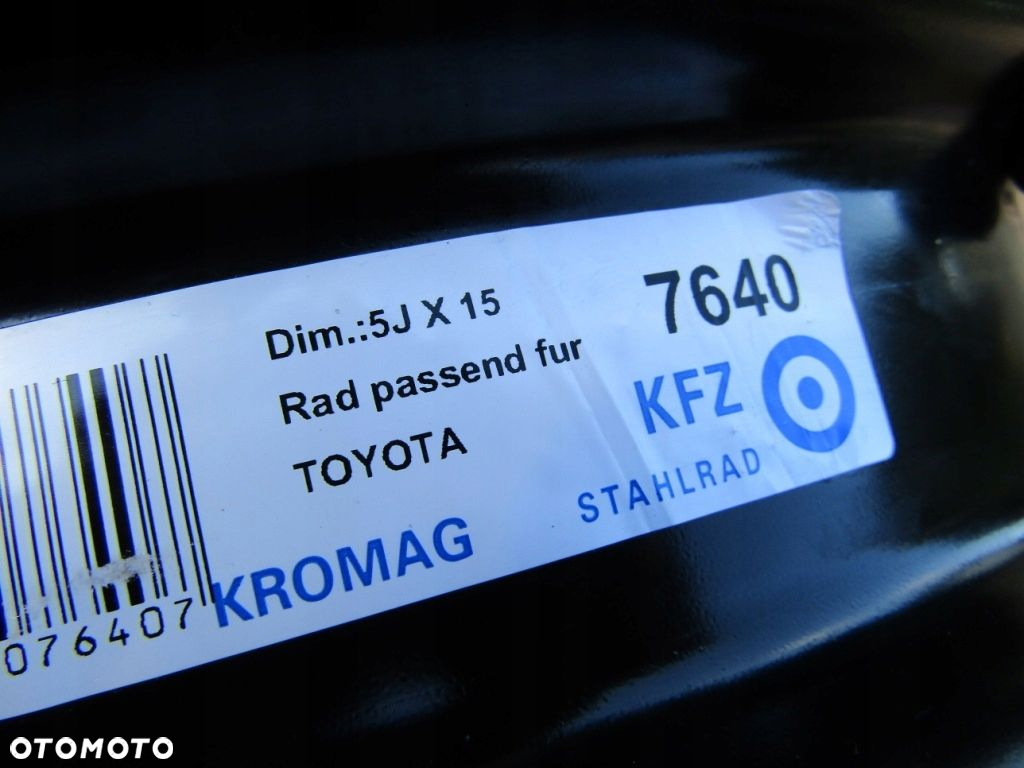 Dim.:5J X 15
7640
Rad passend fur
TOYOTA
KFZ
STAHLRAD
KROMAG
076407
OTOMOTO